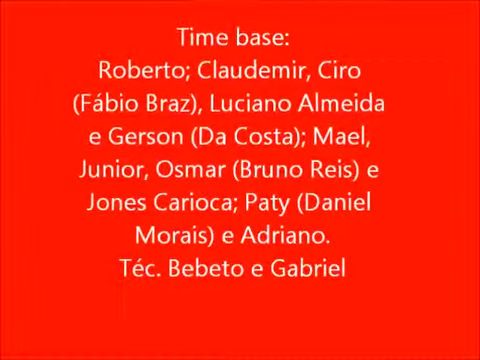 Time base:
Roberto; Claudemir, Ciro
(Fábio Braz), Luciano Almeida
e Gerson (Da Costa); Mael,
Junior, Osmar (Bruno Reis) e
Jones Carioca; Paty (Daniel
Morais) e Adriano.
Téc. Bebeto e Gabriel